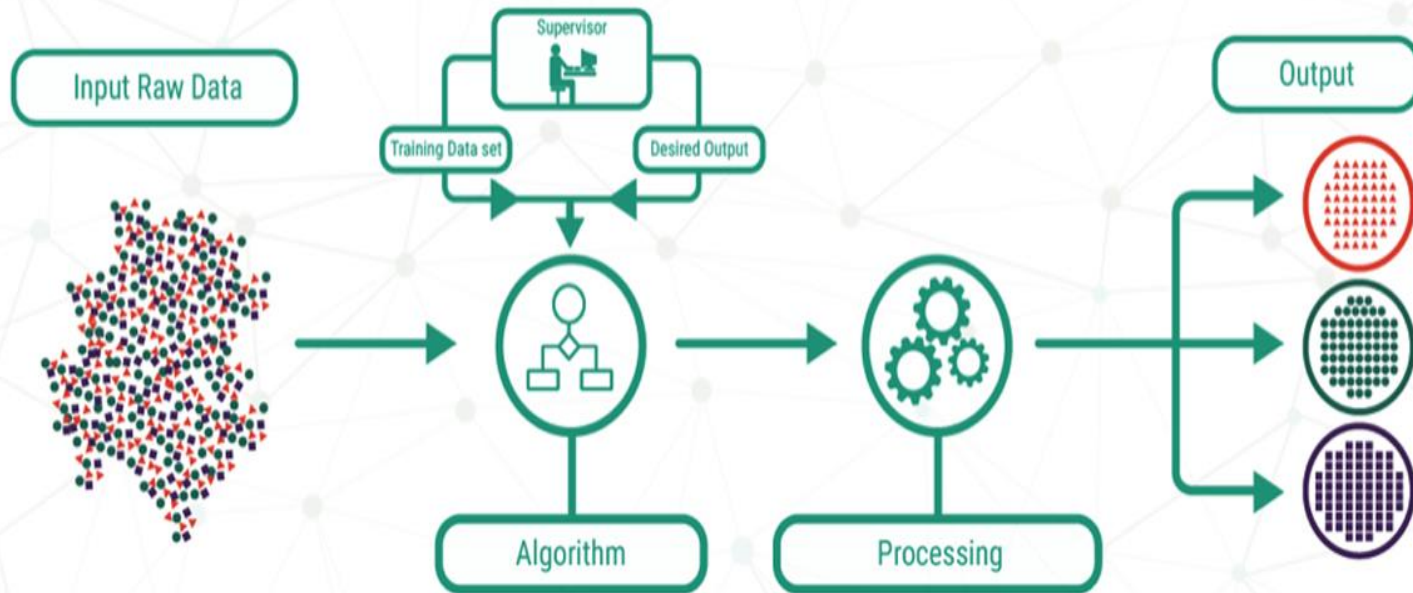 Supervisor
Input Raw Data
Output
Training Data set
Desired Output
Algorithm
Processing